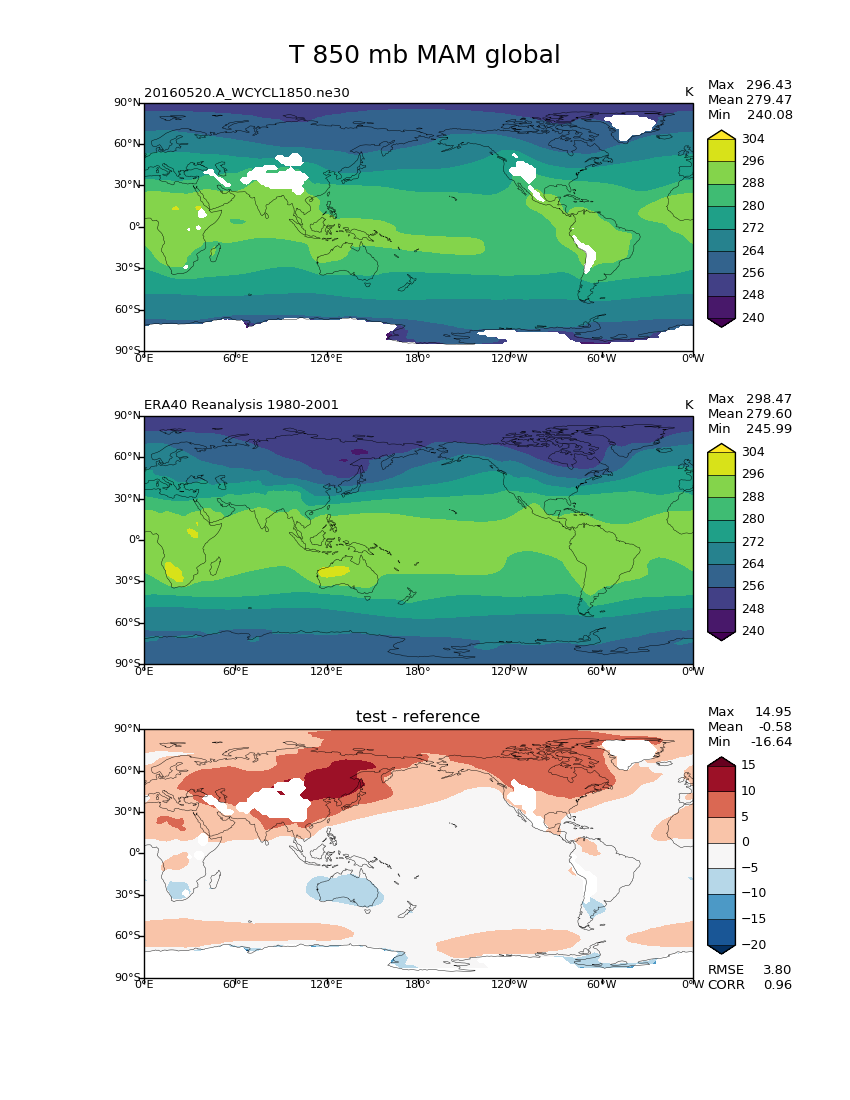 T 850 mb MAM global
20160520.A_WCYCL1850.ne30 K
Max 296.43
Mean 279.47
Min 240.08
90°N
60°N
30°N
0°
30°S
60°S
90°S
0°E 60°E 120°E 180° 120°W 60°W 0°W
304
296
288
280
272
264
256
248
240
ERA40 Reanalysis 1980-2001 K
Max 298.47
Mean 279.60
Min 245.99
90°N
60°N
30°N
0°
30°S
60°S
90°S
0°E 60°E 120°E 180° 120°W 60°W 0°W
304
296
288
280
272
264
256
248
240
test - reference
Max 14.95
Mean -0.58
Min -16.64
90°N
60°N
30°N
0°
30°S
60°S
90°S
0°E 60°E 120°E 180° 120°W 60°W 0°W
15
10
5
0
−5
−10
−15
−20
RMSE 3.80
CORR 0.96